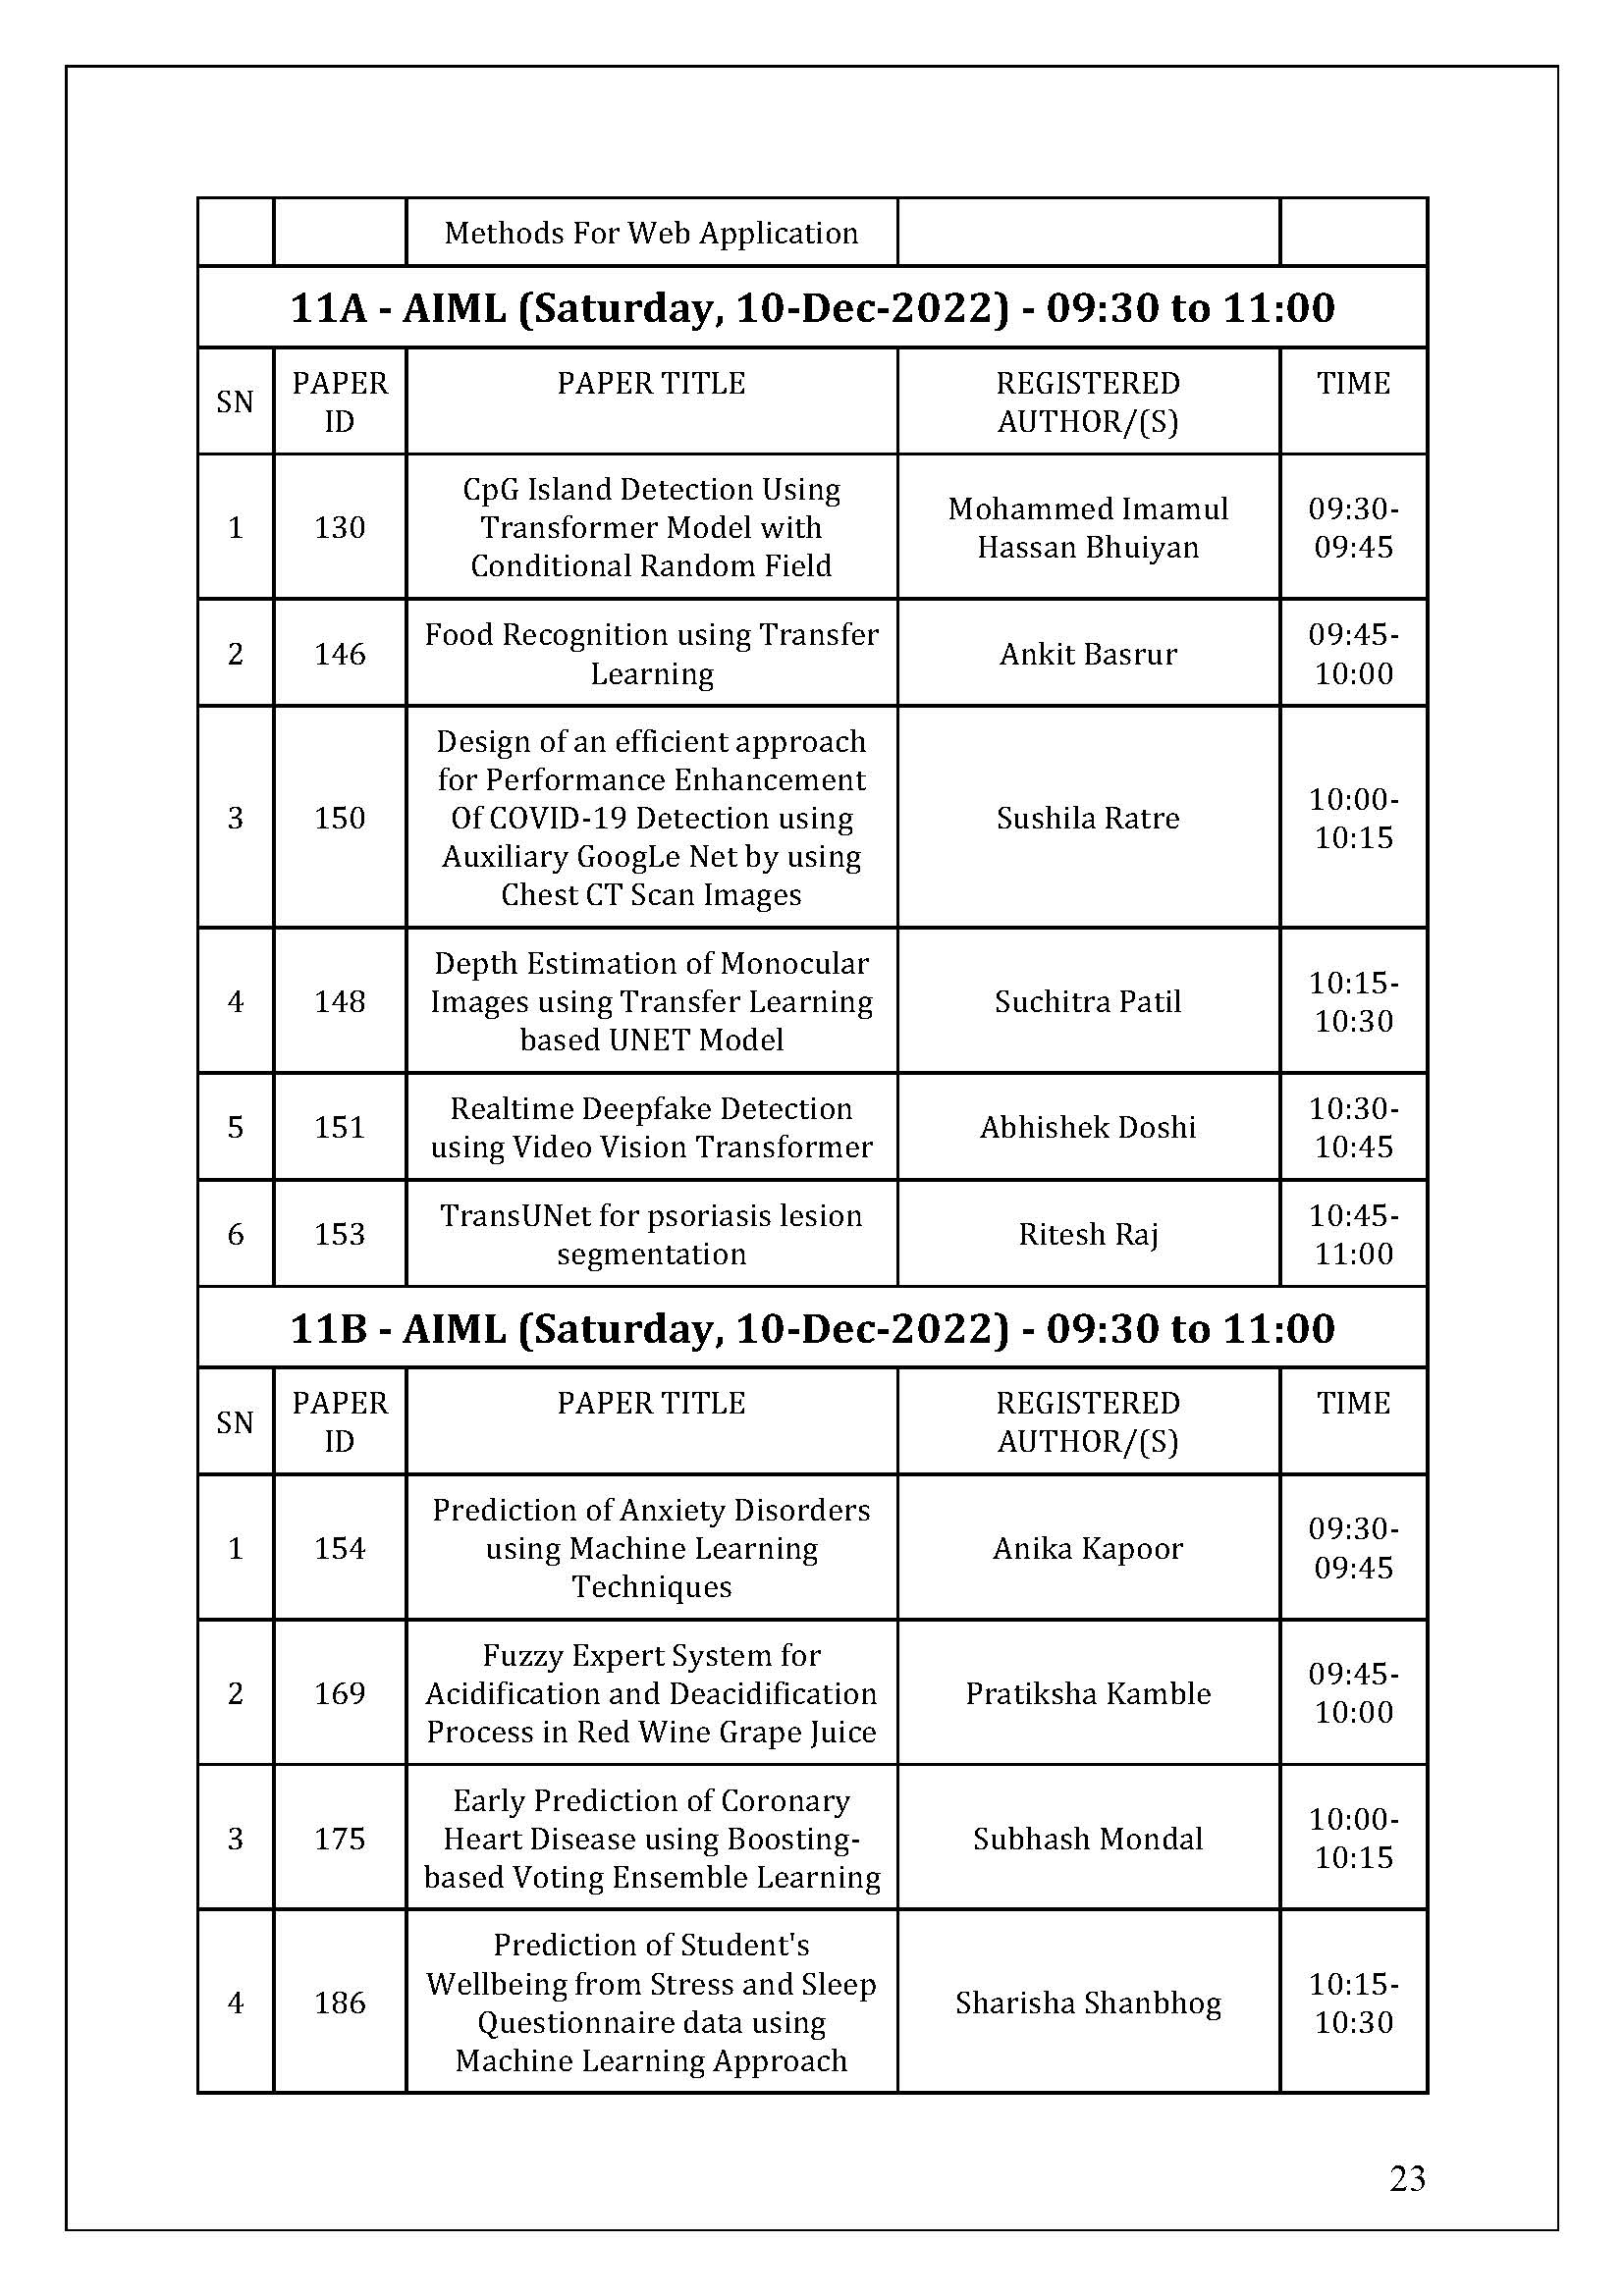 Methods For Web Application
11A - AIML (Saturday, 10-Dec-2022) - 09:30 to 11:00
SN
PAPER
ID
PAPER TITLE
REGISTERED
AUTHOR/(S)
TIME
1
130
CpG Island Detection Using
Transformer Model with
Conditional Random Field
Mohammed Imamul
Hassan Bhuiyan
09:30-
09:45
2
146
Food Recognition using Transfer
Learning
Ankit Basrur
09:45-
10:00
3
150
Design of an efficient approach
for Performance Enhancement
Of COVID-19 Detection using
Auxiliary GoogLe Net by using
Chest CT Scan Images
Sushila Ratre
10:00-
10:15
4
148
Depth Estimation of Monocular
Images using Transfer Learning
based UNET Model
Suchitra Patil
10:15-
10:30
5
151
Realtime Deepfake Detection
using Video Vision Transformer
Abhishek Doshi
10:30-
10:45
6
153
TransUNet for psoriasis lesion
segmentation
Ritesh Raj
10:45-
11:00
11B - AIML (Saturday, 10-Dec-2022) - 09:30 to 11:00
SN
PAPER
ID
PAPER TITLE
REGISTERED
AUTHOR/(S)
TIME
1
154
Prediction of Anxiety Disorders
using Machine Learning
Techniques
Anika Kapoor
09:30-
09:45
2
169
Fuzzy Expert System for
Acidification and Deacidification
Process in Red Wine Grape Juice
Pratiksha Kamble
09:45-
10:00
3
175
Early Prediction of Coronary
Heart Disease using Boosting-
based Voting Ensemble Learning
Subhash Mondal
10:00-
10:15
4
186
Prediction of Student's
Wellbeing from Stress and Sleep
Questionnaire data using
Machine Learning Approach
Sharisha Shanbhog
10:15-
10:30
23